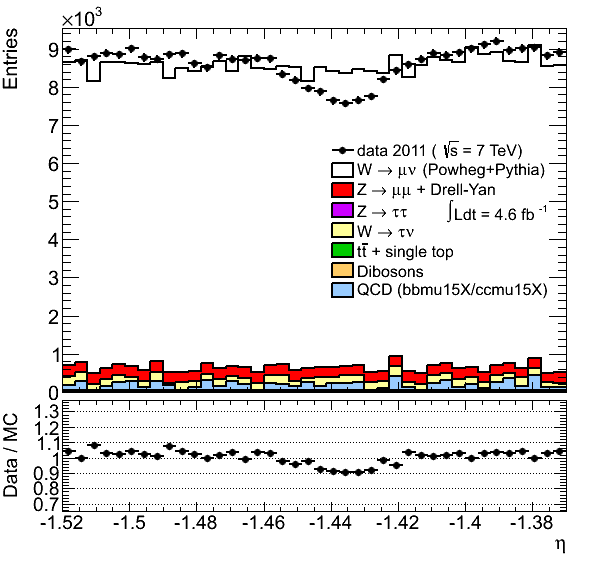 ×10³
Entries
9
8
7
6
5
4
3
2
1
0
data 2011 ( √s = 7 TeV)
W → μν (Powheg+Pythia)
Z → μμ + Drell-Yan
Z → ττ ∫Ldt = 4.6 fb⁻¹
W → τν
tt̄ + single top
Dibosons
QCD (bbmu15X/ccmu15X)
Data / MC
1.3
1.2
1.1
1
0.9
0.8
0.7
-1.52 -1.5 -1.48 -1.46 -1.44 -1.42 -1.4 -1.38
η